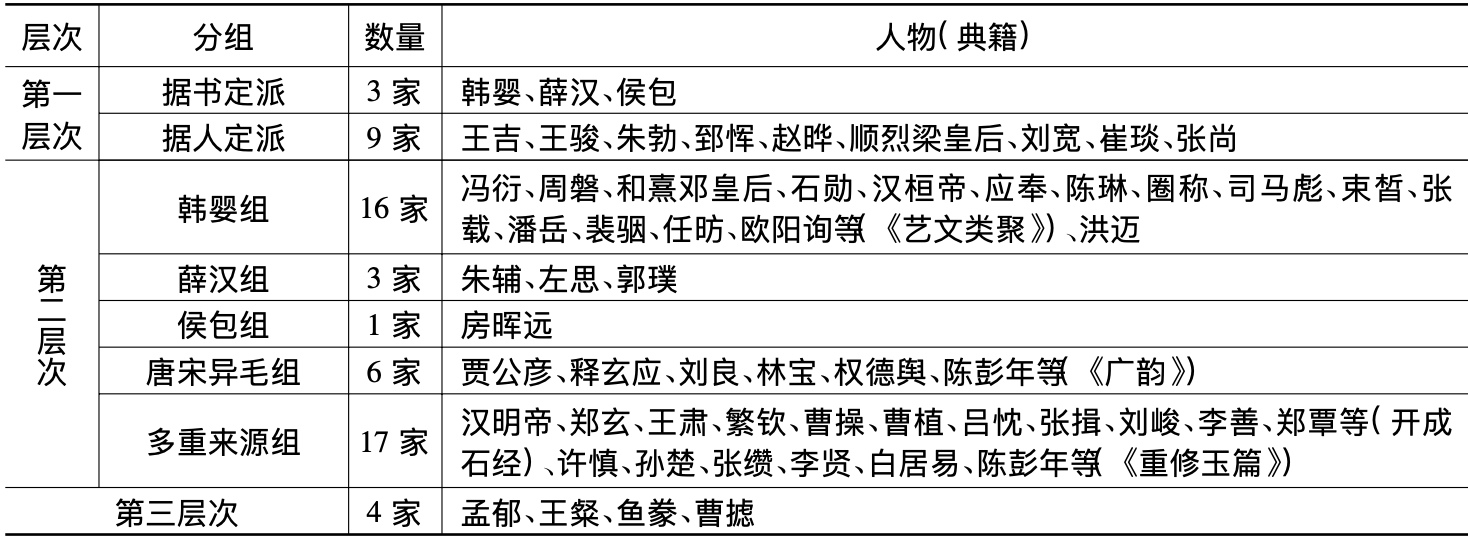 层次 分组 数量 人物(典籍)
第一层次 据书定派 3 家 韩婴、薛汉、侯包
据人定派 9 家 王吉、王骏、朱勃、郅恽、赵晔、顺烈梁皇后、刘宽、崔琰、张尚
第二层次 韩婴组 16 家 冯衍、周磐、和熹邓皇后、石勋、汉桓帝、应奉、陈琳、圈称、司马彪、束皙、张
载、潘岳、裴骃、任昉、欧阳询等(《艺文类聚》)、洪迈
薛汉组 3 家 朱辅、左思、郭璞
侯包组 1 家 房晖远
唐宋异毛组 6 家 贾公彦、释玄应、刘良、林宝、权德舆、陈彭年等(《广韵》)
多重来源组 17 家 汉明帝、郑玄、王肃、繁钦、曹操、曹植、吕忱、张揖、刘峻、李善、郑覃等(开成
石经)、许慎、孙楚、张缵、李贤、白居易、陈彭年等(《重修玉篇》)
第三层次 4 家 孟郁、王粲、鱼豢、曹摅